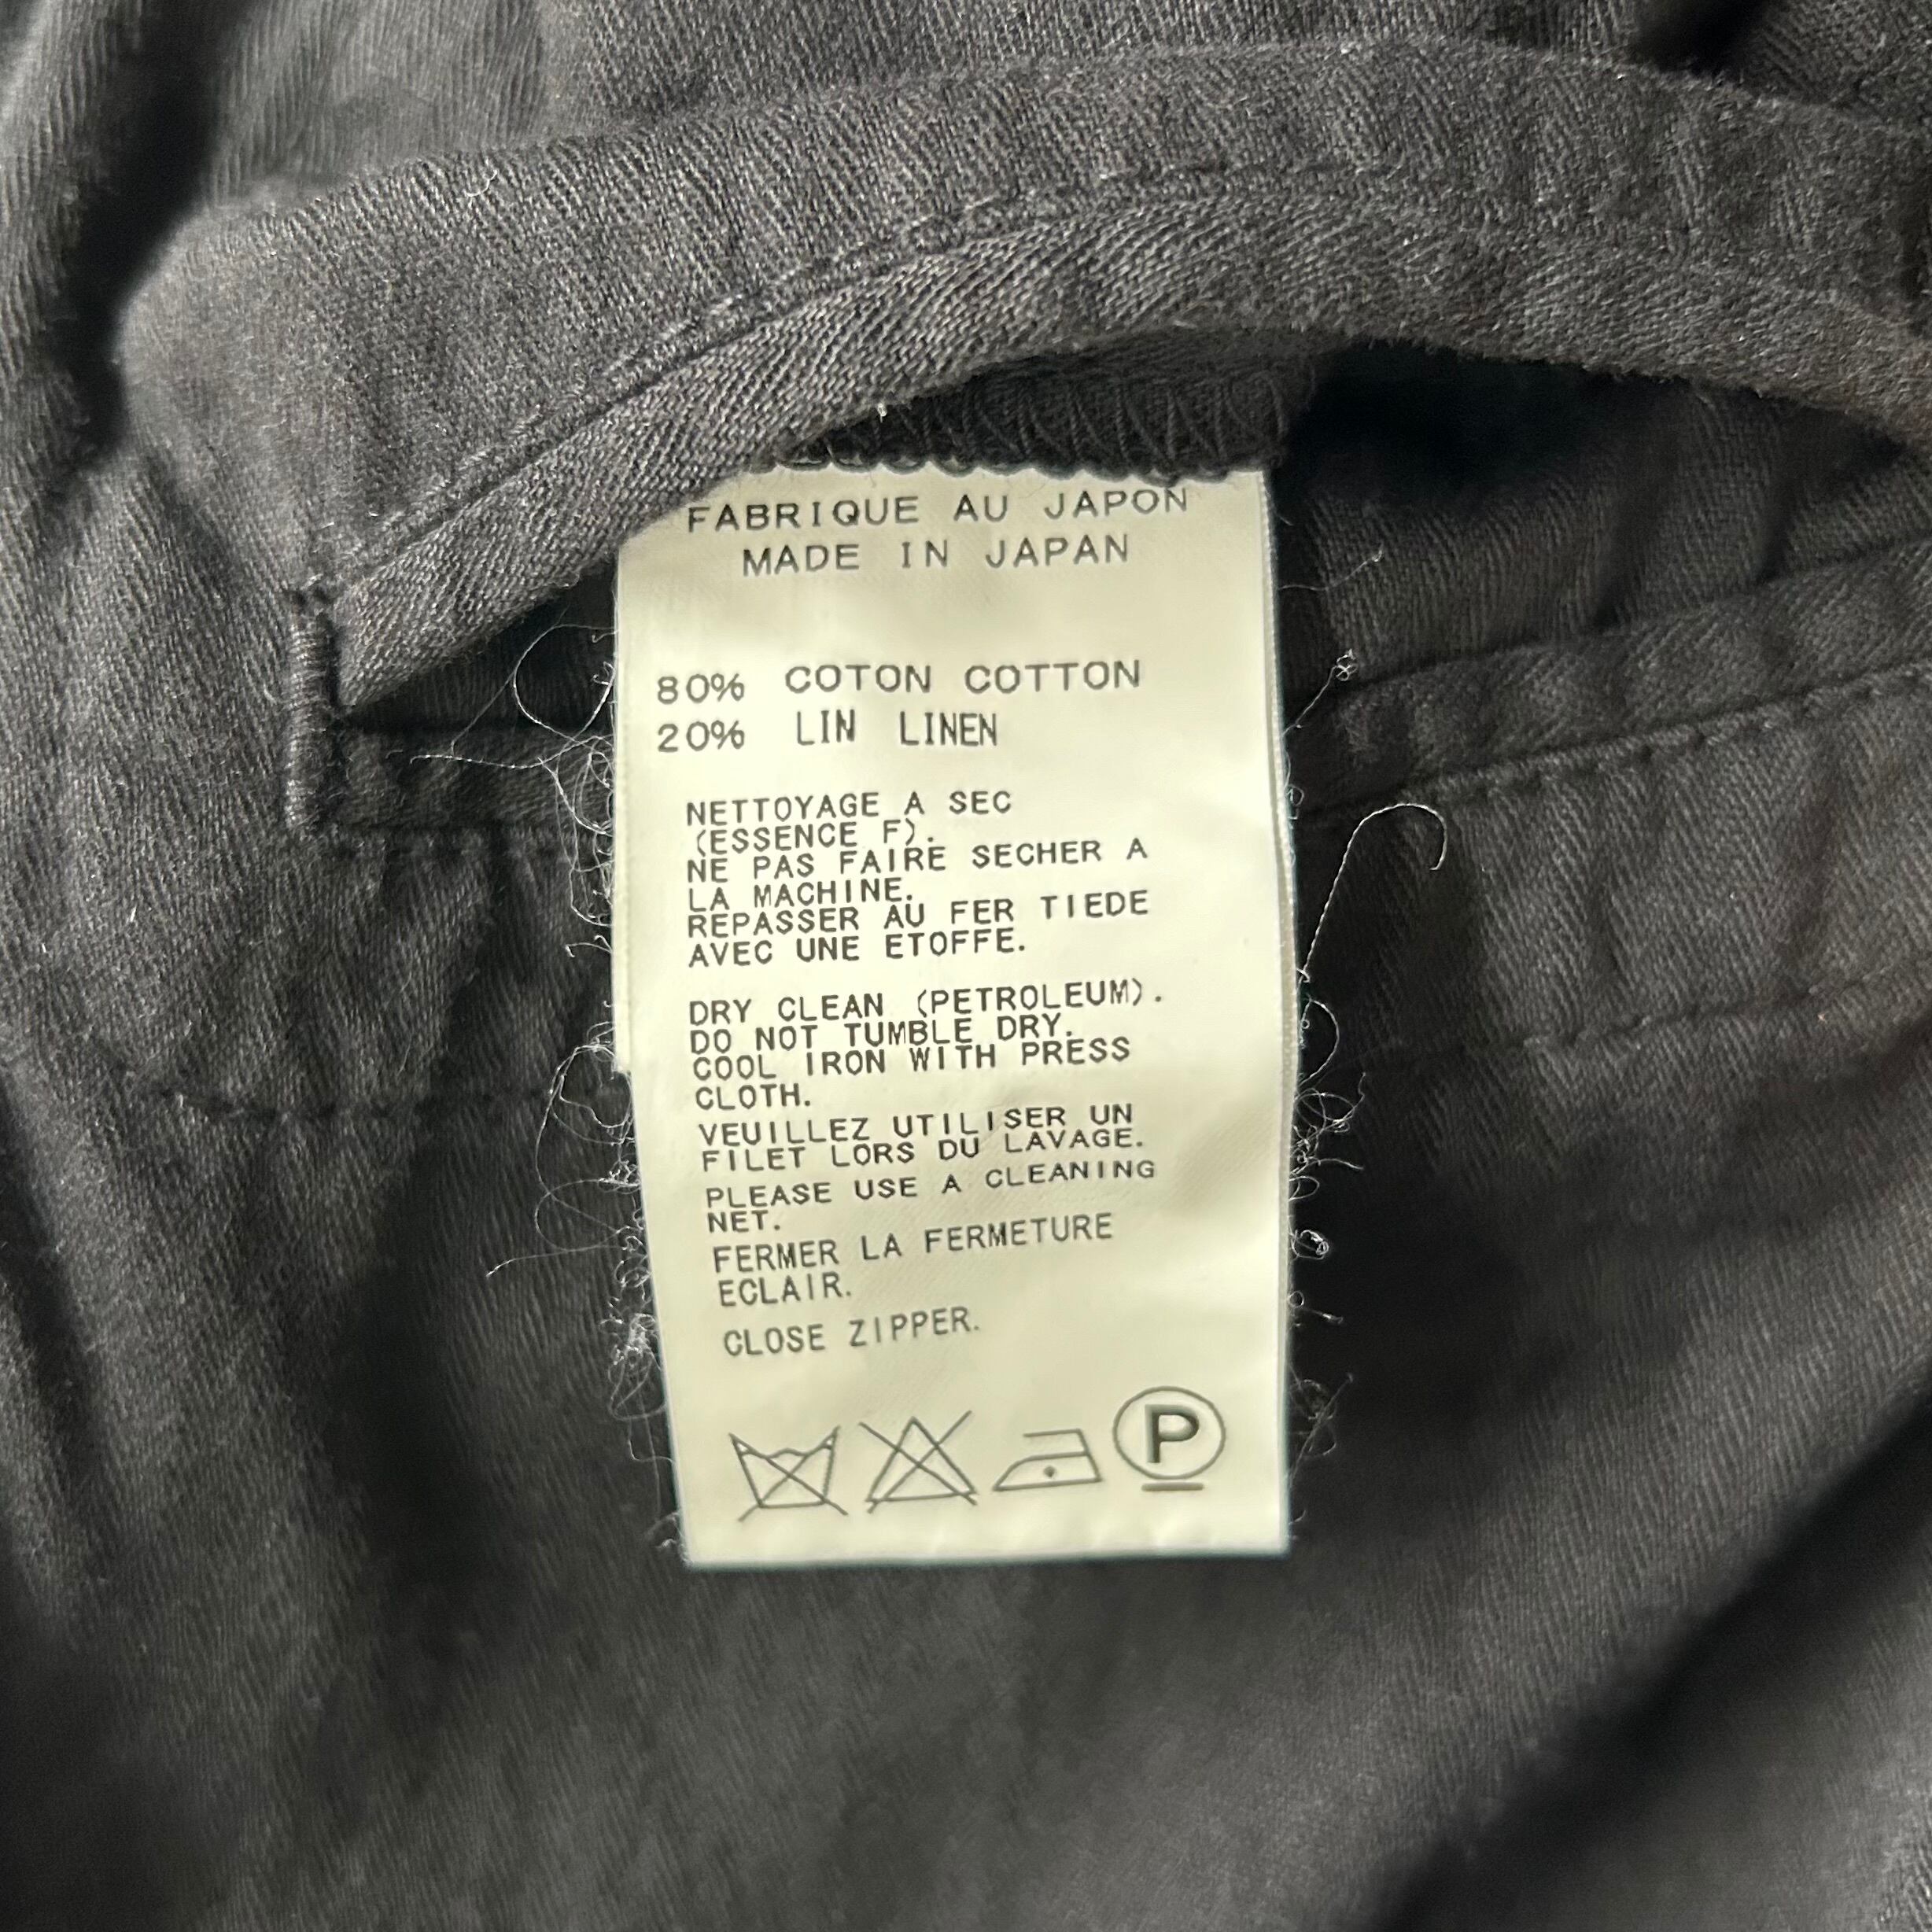 FABRIQUE AU JAPON
MADE IN JAPAN
80% COTON COTTON
20% LIN LINEN
NETTOYAGE A SEC
(ESSENCE F).
NE PAS FAIRE SECHER A
LA MACHINE.
REPASSER AU FER TIEDE
AVEC UNE ETOFFE.
DRY CLEAN (PETROLEUM).
DO NOT TUMBLE DRY.
COOL IRON WITH PRESS
CLOTH.
VEUILLEZ UTILISER UN
FILET LORS DU LAVAGE.
PLEASE USE A CLEANING
NET.
FERMER LA FERMETURE
ECLAIR.
CLOSE ZIPPER.
P